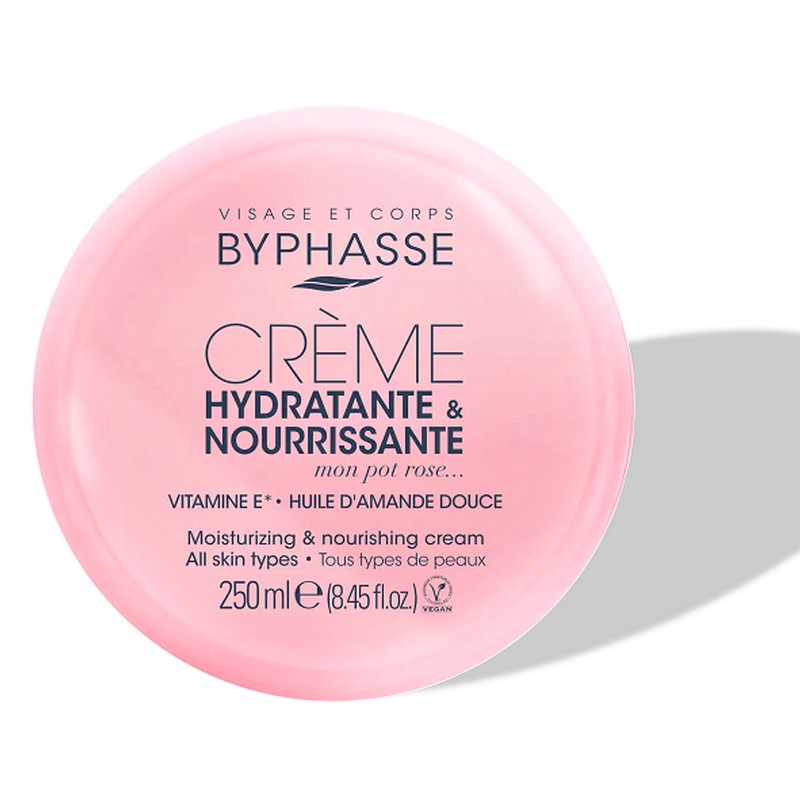 VISAGE ET CORPS
BYPHASSE
CRÈME
HYDRATANTE &
NOURRISSANTE
mon pot rose...
VITAMINE E* • HUILE D'AMANDE DOUCE
Moisturizing & nourishing cream
All skin types • Tous types de peaux
250 ml ℮ (8.45 fl.oz.)
VEGAN